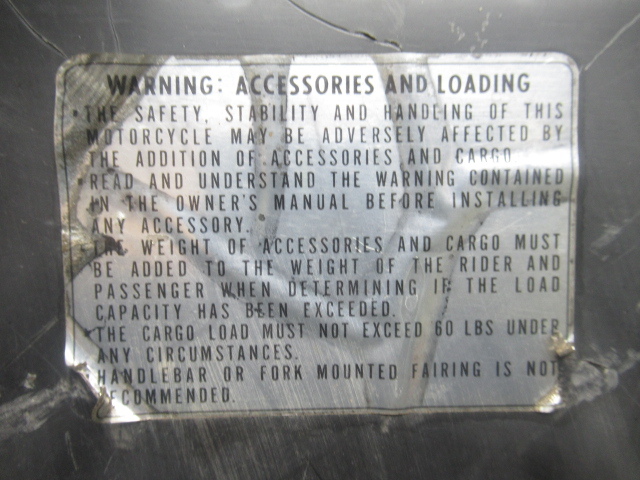 WARNING: ACCESSORIES AND LOADING
• THE SAFETY, STABILITY AND HANDLING OF THIS
MOTORCYCLE MAY BE ADVERSELY AFFECTED BY
THE ADDITION OF ACCESSORIES AND CARGO
• READ AND UNDERSTAND THE WARNING CONTAINED
IN THE OWNER'S MANUAL BEFORE INSTALLING
ANY ACCESSORY.
• THE WEIGHT OF ACCESSORIES AND CARGO MUST
BE ADDED TO THE WEIGHT OF THE RIDER AND
PASSENGER WHEN DETERMINING IF THE LOAD
CAPACITY HAS BEEN EXCEEDED.
• THE CARGO LOAD MUST NOT EXCEED 60 LBS UNDER
ANY CIRCUMSTANCES.
• HANDLEBAR OR FORK MOUNTED FAIRING IS NOT
RECOMMENDED.